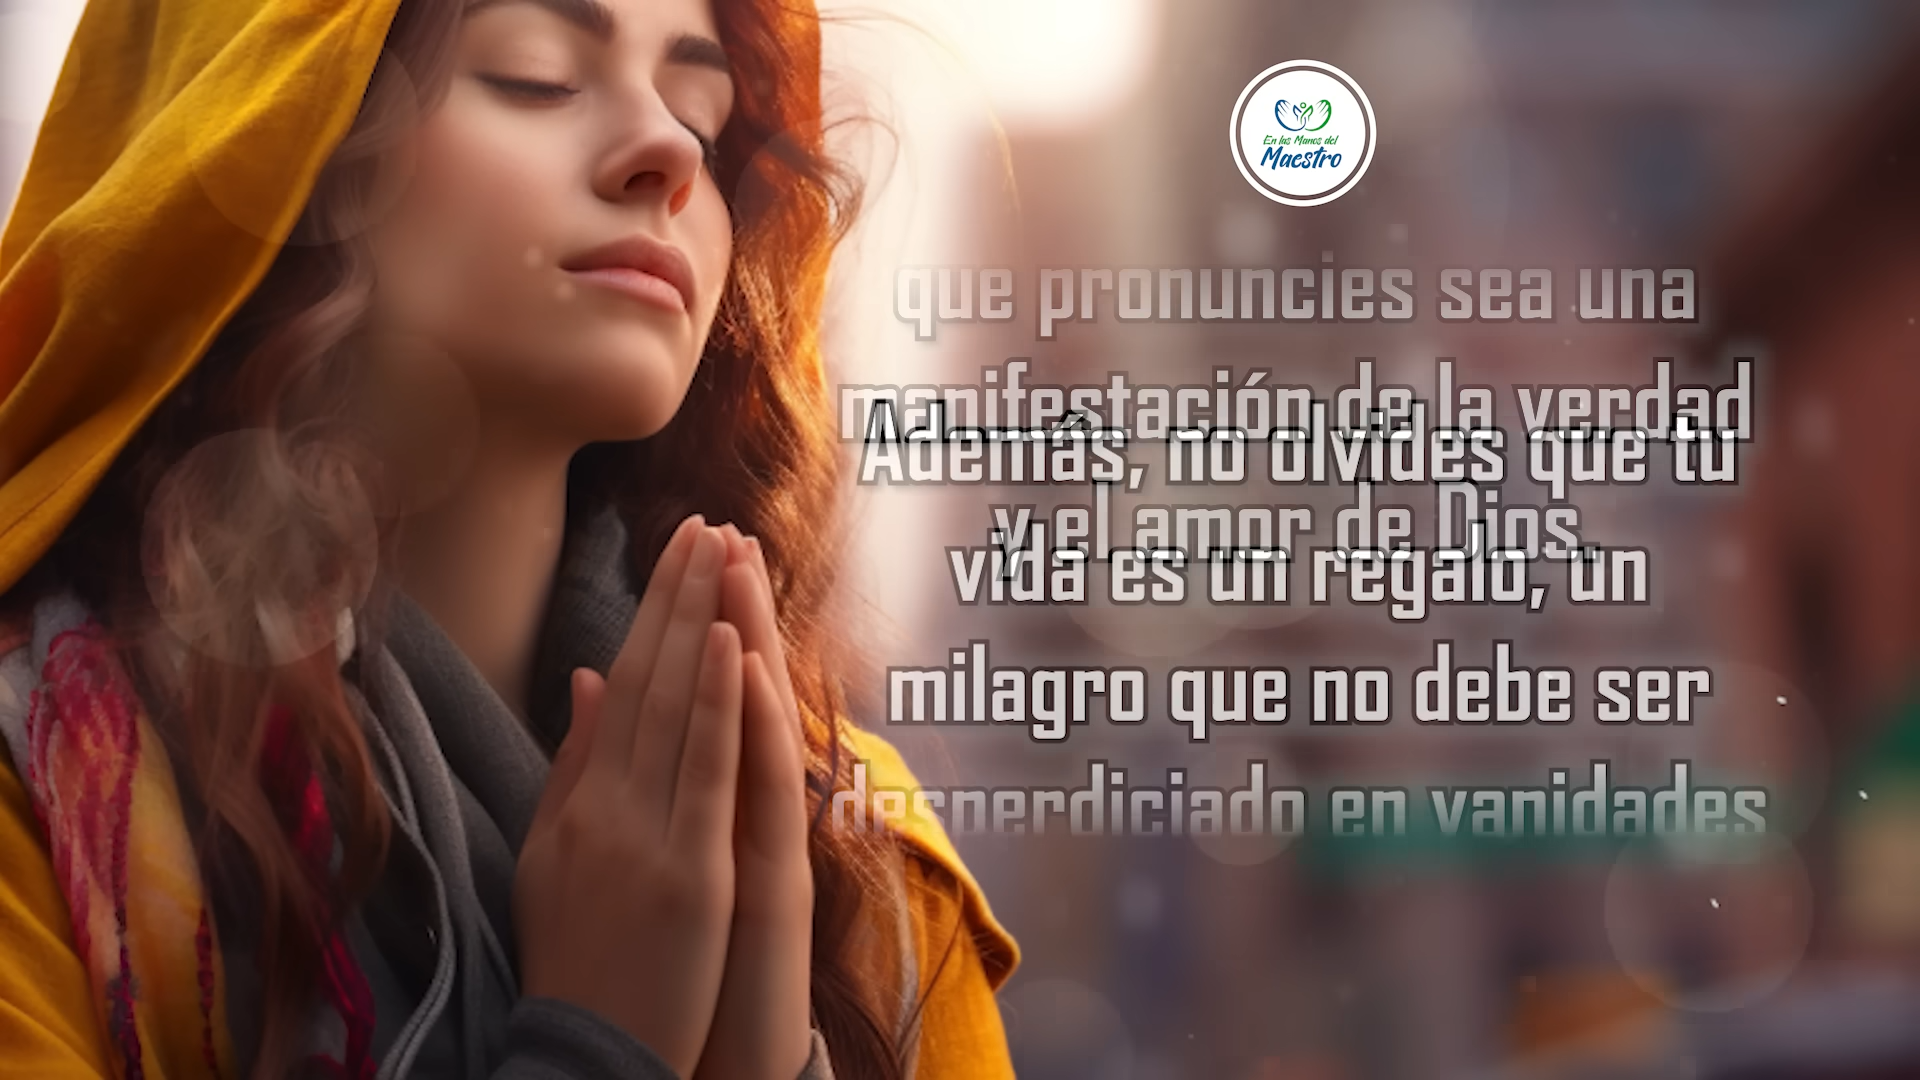 En las Manos del
Maestro
que pronuncies sea una
manifestación de la verdad
Además, no olvides que tu
y el amor de Dios.
vida es un regalo, un
milagro que no debe ser
desperdiciado en vanidades